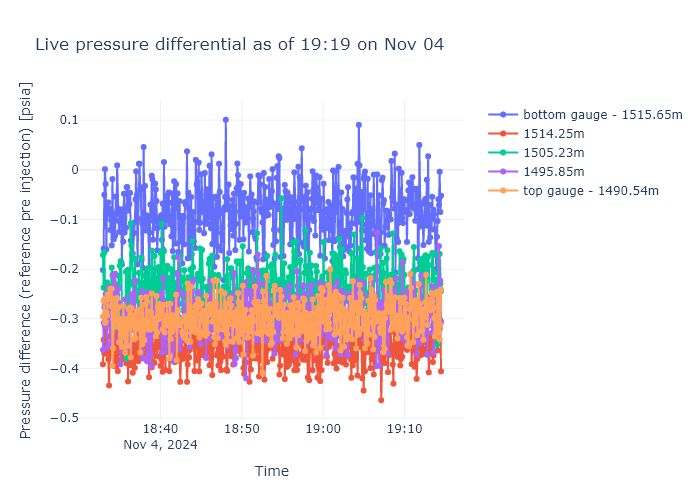 Live pressure differential as of 19:19 on Nov 04
Pressure difference (reference pre injection) [psia]
0.1
0
−0.1
−0.2
−0.3
−0.4
−0.5
18:40
Nov 4, 2024
18:50
19:00
19:10
Time
bottom gauge - 1515.65m
1514.25m
1505.23m
1495.85m
top gauge - 1490.54m